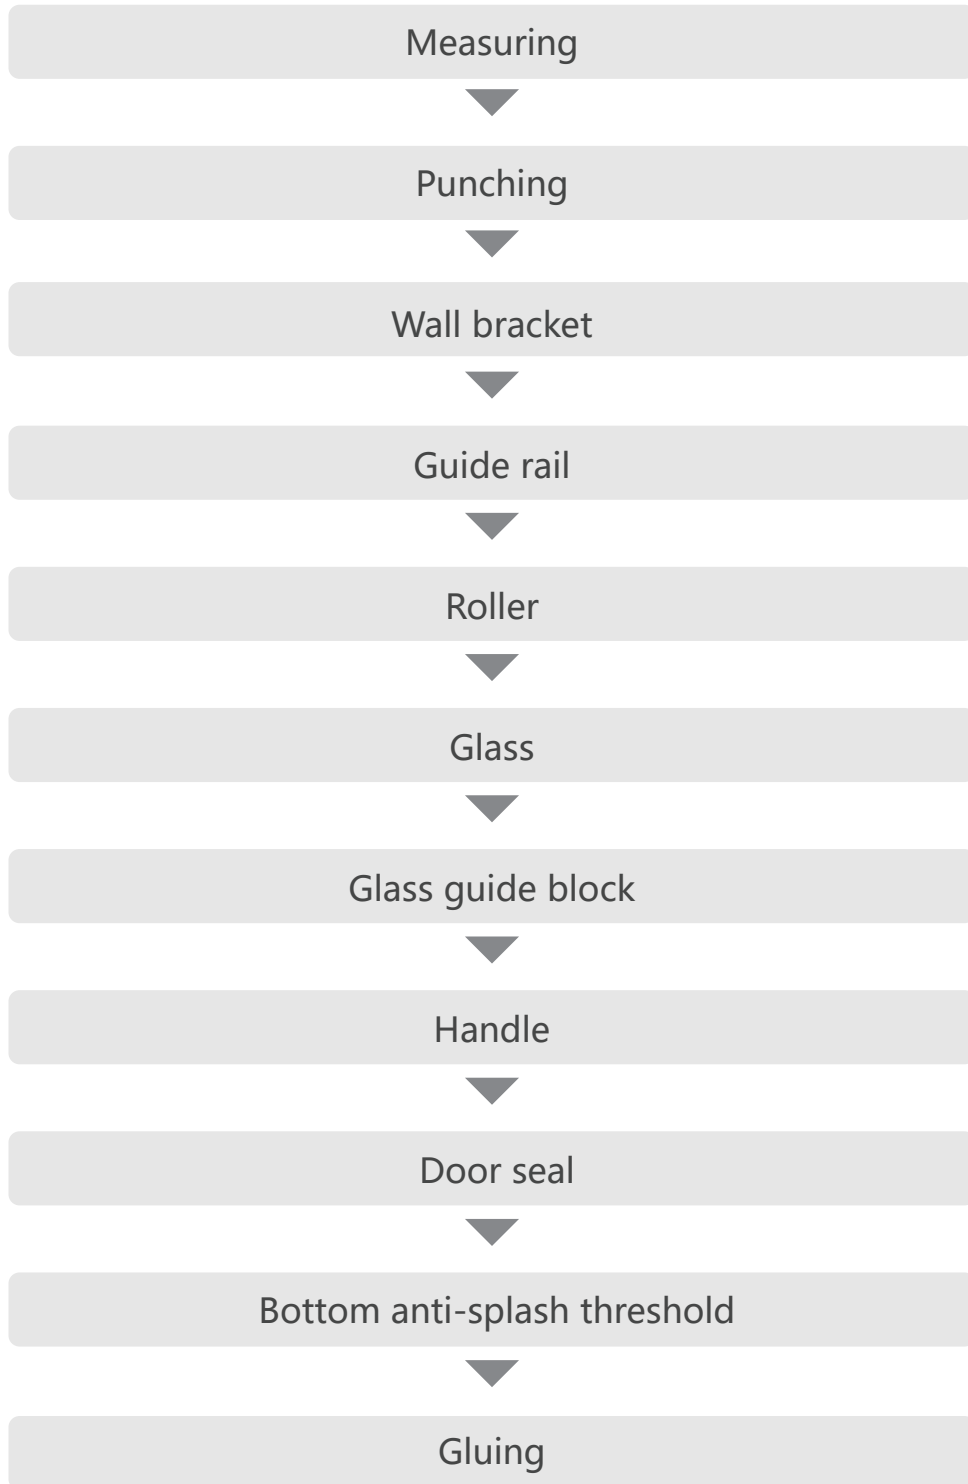 Measuring
Punching
Wall bracket
Guide rail
Roller
Glass
Glass guide block
Handle
Door seal
Bottom anti-splash threshold
Gluing